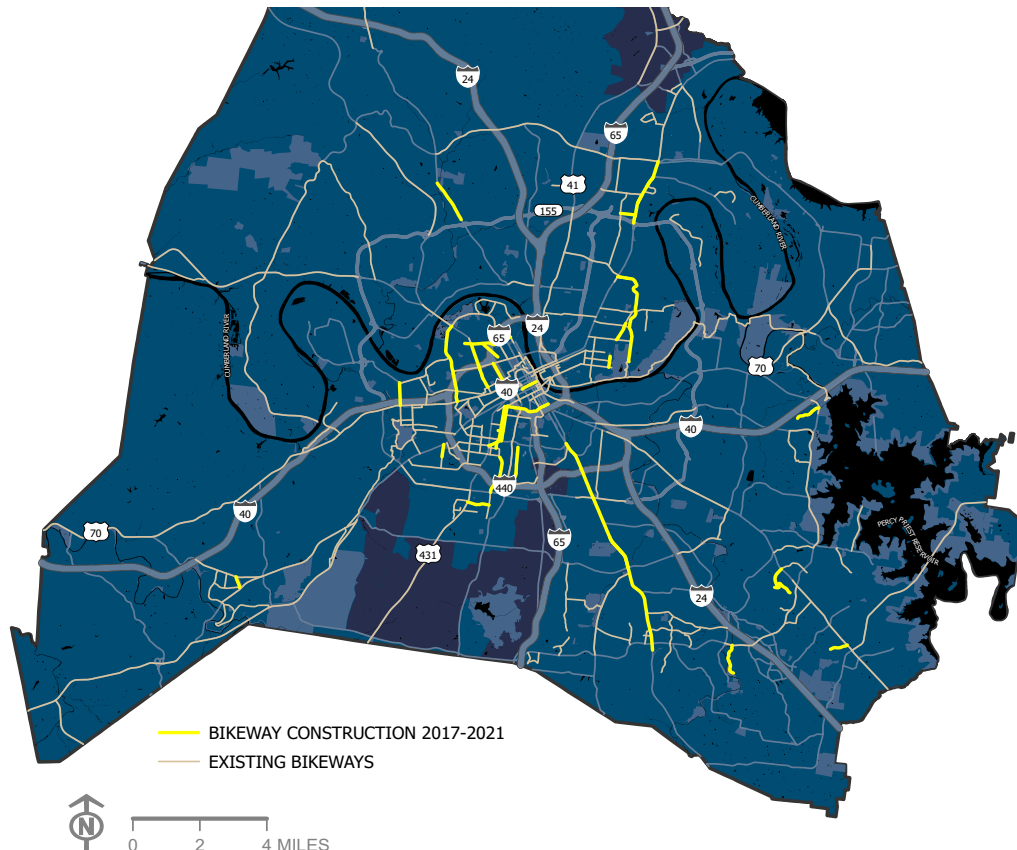 24
65
41
155
CUMBERLAND RIVER
CUMBERLAND RIVER
24
65
70
40
40
440
40
70
65
431
PERCY PRIEST RESERVOIR
24
BIKEWAY CONSTRUCTION 2017-2021
EXISTING BIKEWAYS
N
0 2 4 MILES